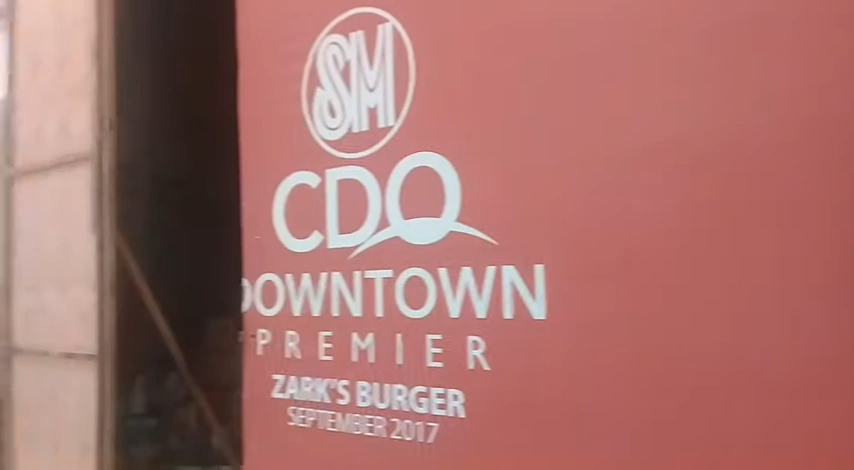 SM
CDO
DOWNTOWN
PREMIER
ZARK'S BURGER
SEPTEMBER 2017